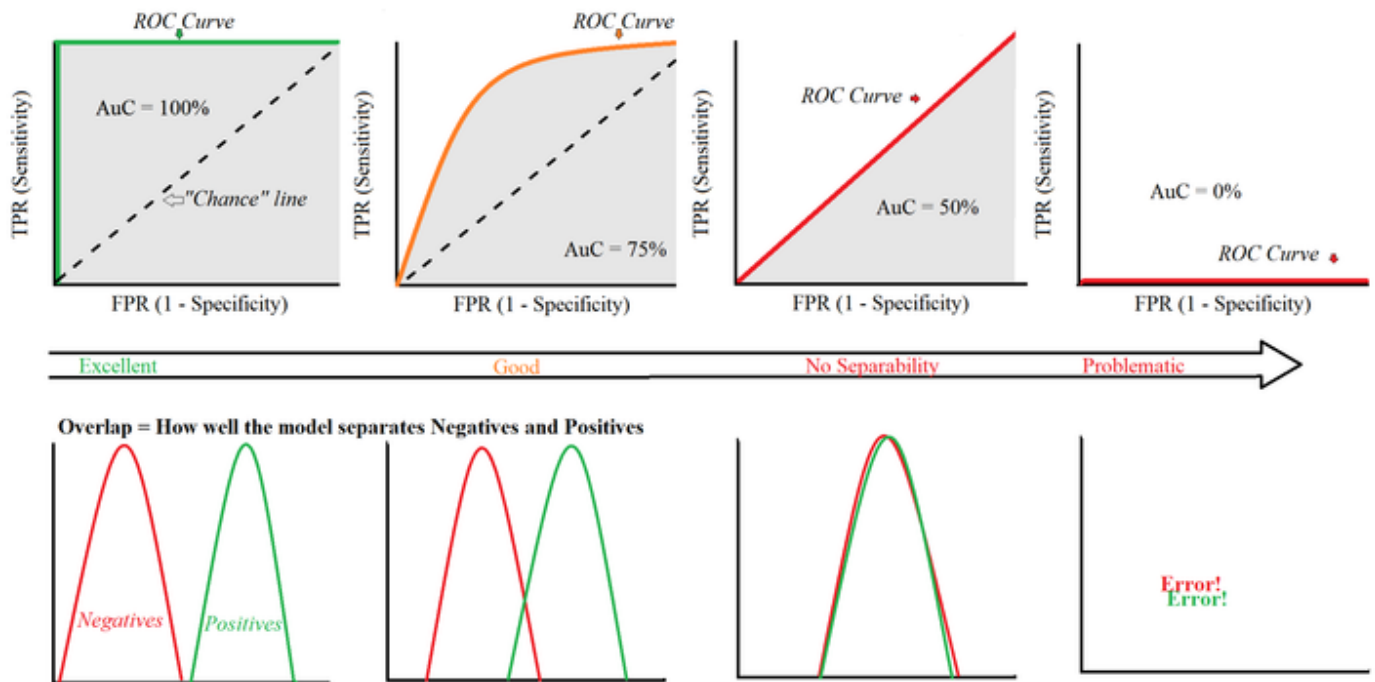 ROC Curve
TPR (Sensitivity)
AuC = 100%
"Chance" line
FPR (1 - Specificity)
ROC Curve
TPR (Sensitivity)
AuC = 75%
FPR (1 - Specificity)
ROC Curve
TPR (Sensitivity)
AuC = 50%
FPR (1 - Specificity)
TPR (Sensitivity)
AuC = 0%
ROC Curve
FPR (1 - Specificity)
Excellent
Good
No Separability
Problematic
Overlap = How well the model separates Negatives and Positives
Negatives
Positives
Error!
Error!